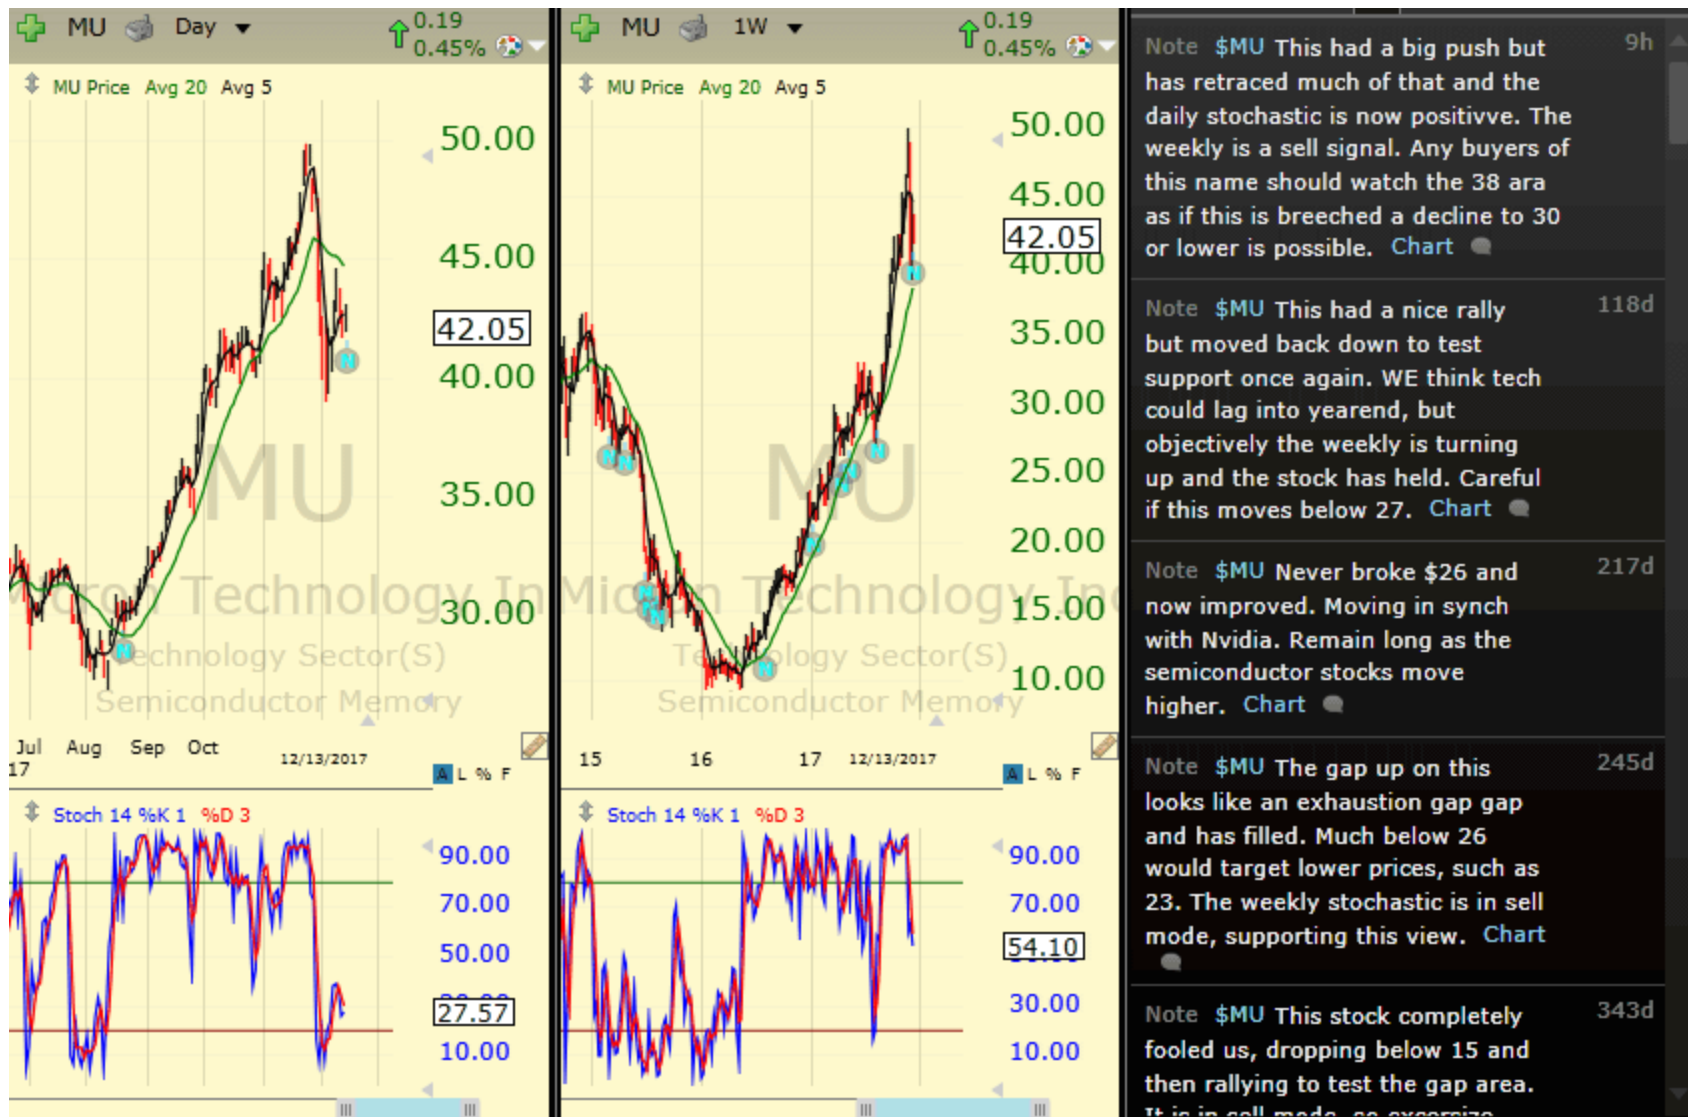 MU Day 0.19
0.45%
MU Price Avg 20 Avg 5
50.00
45.00
42.05
40.00
35.00
30.00
MU
Technology In
Technology Sector(S)
Semiconductor Memory
Jul Aug Sep Oct 12/13/2017
17
A L % F
Stoch 14 %K 1 %D 3
90.00
70.00
50.00
27.57
10.00
MU 1W 0.19
0.45%
MU Price Avg 20 Avg 5
50.00
45.00
42.05
40.00
35.00
30.00
25.00
20.00
15.00
10.00
MU
Technology Inc
Sector(S)
Semiconductor Memory
15 16 17 12/13/2017
A L % F
Stoch 14 %K 1 %D 3
90.00
70.00
54.10
30.00
10.00
Note $MU This had a big push but 9h
has retraced much of that and the
daily stochastic is now positivve. The
weekly is a sell signal. Any buyers of
this name should watch the 38 ara
as if this is breeched a decline to 30
or lower is possible. Chart
Note $MU This had a nice rally 118d
but moved back down to test
support once again. WE think tech
could lag into yearend, but
objectively the weekly is turning
up and the stock has held. Careful
if this moves below 27. Chart
Note $MU Never broke $26 and 217d
now improved. Moving in synch
with Nvidia. Remain long as the
semiconductor stocks move
higher. Chart
Note $MU The gap up on this 245d
looks like an exhaustion gap gap
and has filled. Much below 26
would target lower prices, such as
23. The weekly stochastic is in sell
mode, supporting this view. Chart
Note $MU This stock completely 343d
fooled us, dropping below 15 and
then rallying to test the gap area.